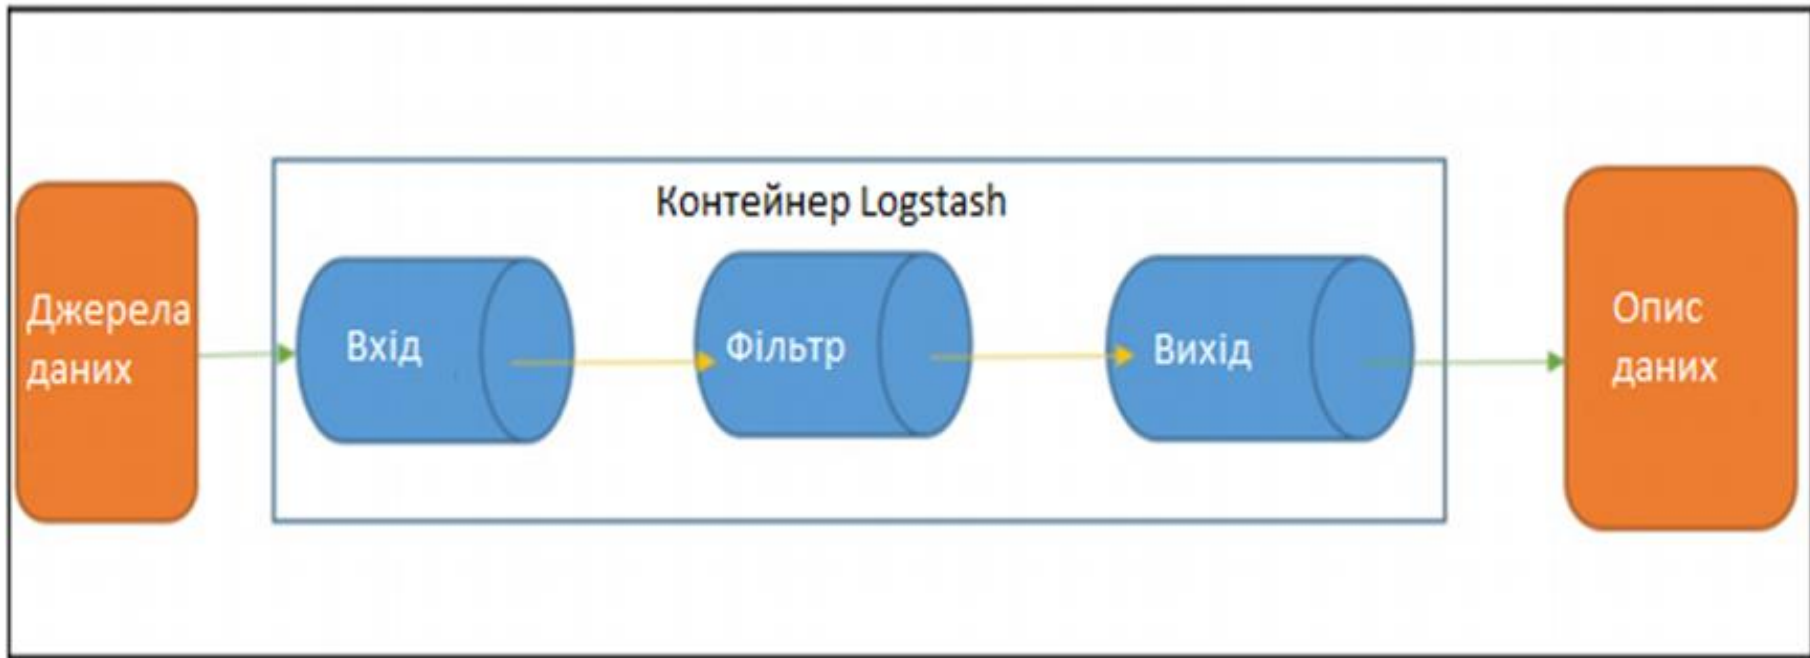 Контейнер Logstash
Джерела
даних
Вхід
Фільтр
Вихід
Опис
даних